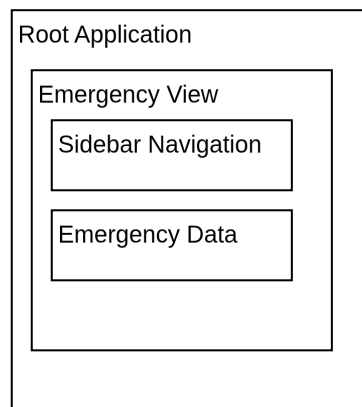 Root Application
Emergency View
Sidebar Navigation
Emergency Data